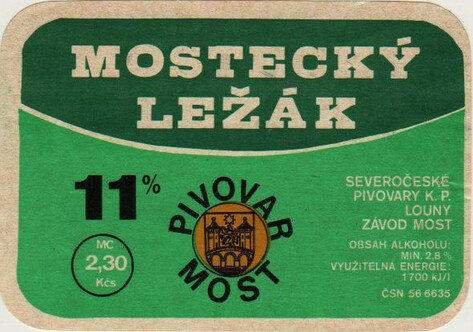 MOSTECKÝ
LEŽÁK
11%
PIVOVAR
MOST
MC
2,30
Kčs
SEVEROČESKÉ
PIVOVARY K. P.
LOUNY
ZÁVOD MOST
OBSAH ALKOHOLU:
MIN. 2,8 %
VYUŽITELNÁ ENERGIE:
1700 kJ/l
ČSN 56 6635